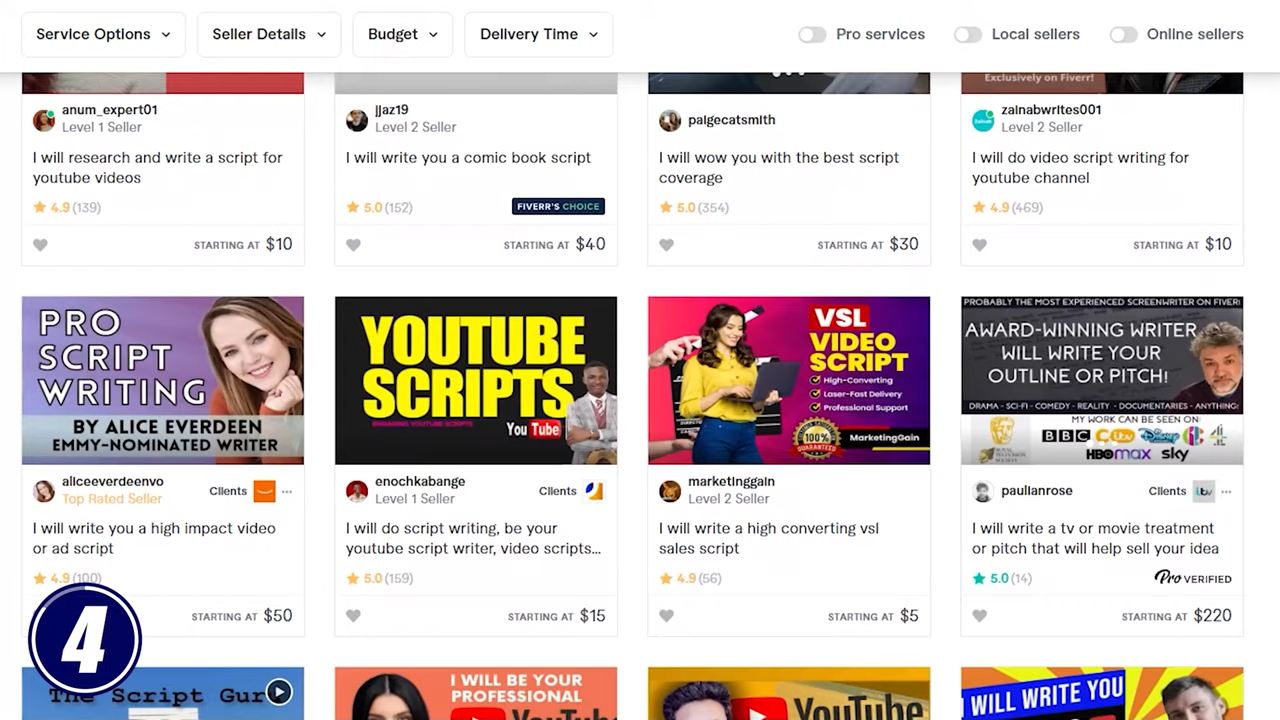 Service Options
Seller Details
Budget
Delivery Time
Pro services
Local sellers
Online sellers
Exclusively on Fiverr!
anum_expert01
Level 1 Seller
I will research and write a script for
youtube videos
4.9 (139)
STARTING AT $10
jjaz19
Level 2 Seller
I will write you a comic book script
5.0 (152)
FIVERR'S CHOICE
STARTING AT $40
paigecatsmith
I will wow you with the best script
coverage
5.0 (354)
STARTING AT $30
zainabwrites001
Level 2 Seller
I will do video script writing for
youtube channel
4.9 (469)
STARTING AT $10
PRO
SCRIPT
WRITING
BY ALICE EVERDEEN
EMMY-NOMINATED WRITER
aliceeverdeenvo
Top Rated Seller
Clients
I will write you a high impact video
or ad script
4.9 (100)
STARTING AT $50
YOUTUBE
SCRIPTS
ENGAGING YOUTUBE SCRIPTS
YouTube
enochkabange
Level 1 Seller
Clients
I will do script writing, be your
youtube script writer, video scripts...
5.0 (159)
STARTING AT $15
VSL
VIDEO
SCRIPT
High-Converting
Laser-Fast Delivery
Professional Support
100%
GUARANTEED
MarketingGain
marketinggain
Level 2 Seller
I will write a high converting vsl
sales script
4.9 (56)
STARTING AT $5
PROBABLY THE MOST EXPERIENCED SCREENWRITER ON FIVERR
AWARD-WINNING WRITER
WILL WRITE YOUR
OUTLINE OR PITCH!
DRAMA - SCI-FI - COMEDY - REALITY - DOCUMENTARIES - ANYTHING!
MY WORK CAN BE SEEN ON:
BBC citv Disney
HBOmax sky
paulianrose
Clients itv
I will write a tv or movie treatment
or pitch that will help sell your idea
5.0 (14)
Pro VERIFIED
STARTING AT $220
4
The Script Guru
I WILL BE YOUR
PROFESSIONAL
YouTube
YouTube
I WILL WRITE YOU